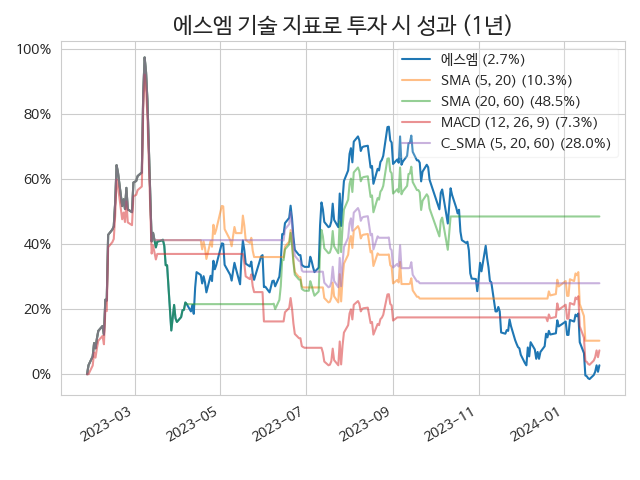 에스엠 기술 지표로 투자 시 성과 (1년)
100%
80%
60%
40%
20%
0%
에스엠 (2.7%)
SMA (5, 20) (10.3%)
SMA (20, 60) (48.5%)
MACD (12, 26, 9) (7.3%)
C_SMA (5, 20, 60) (28.0%)
2023-03
2023-05
2023-07
2023-09
2023-11
2024-01